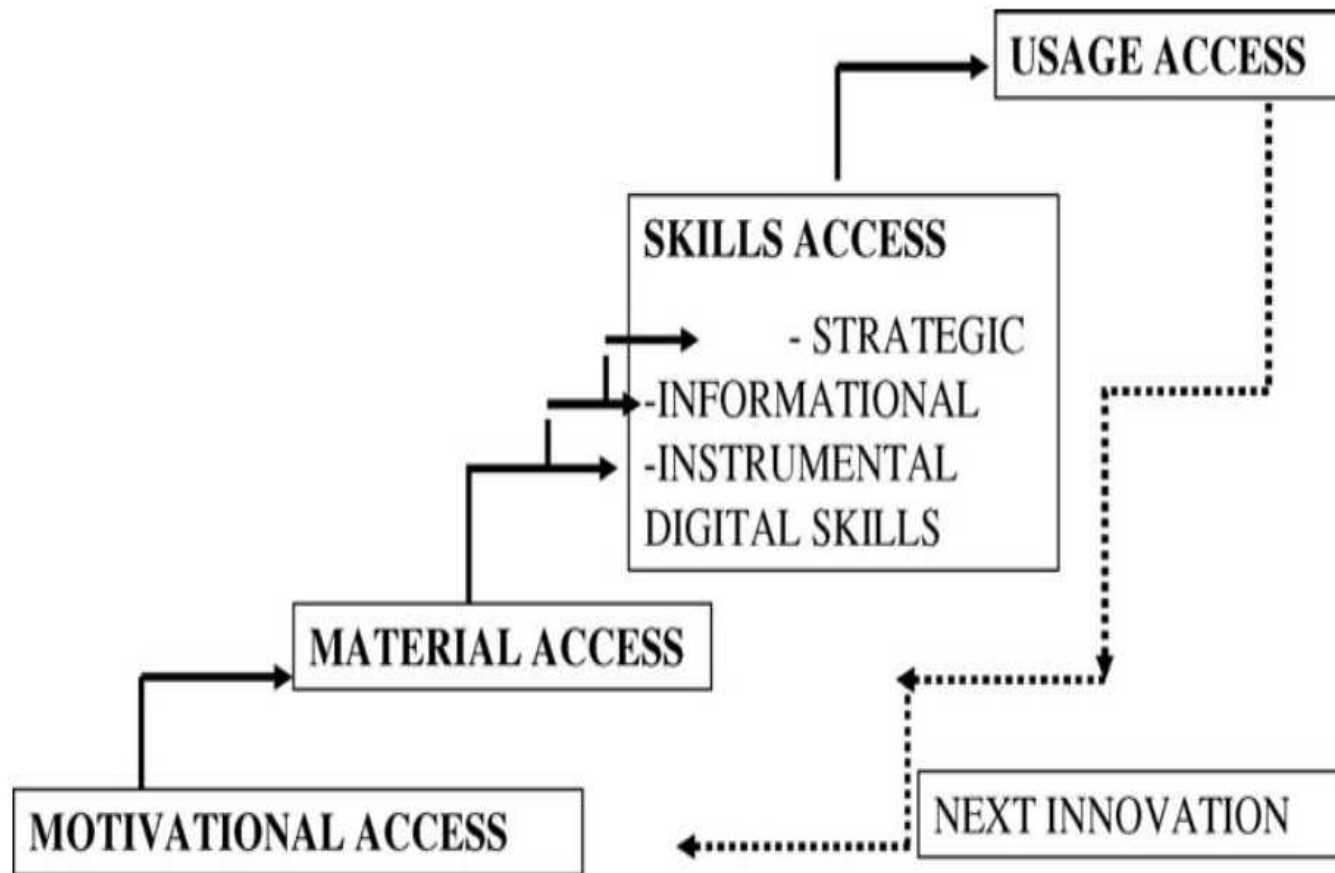 USAGE ACCESS
SKILLS ACCESS
- STRATEGIC
-INFORMATIONAL
-INSTRUMENTAL
DIGITAL SKILLS
MATERIAL ACCESS
MOTIVATIONAL ACCESS
NEXT INNOVATION